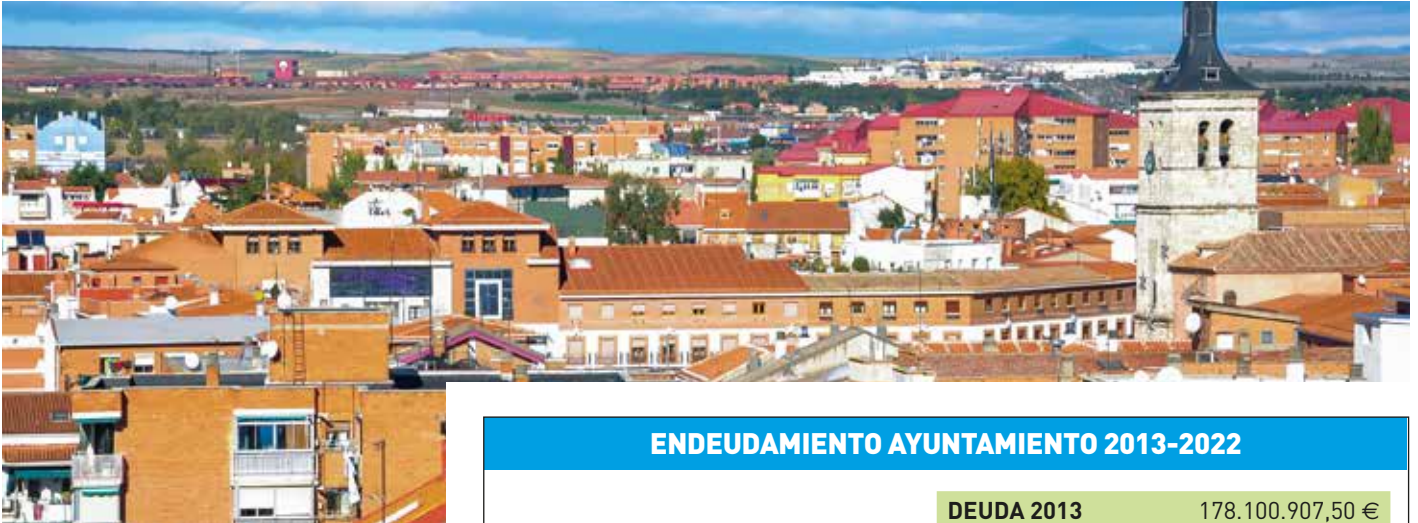 ENDEUDAMIENTO AYUNTAMIENTO 2013-2022
DEUDA 2013 178.100.907,50 €